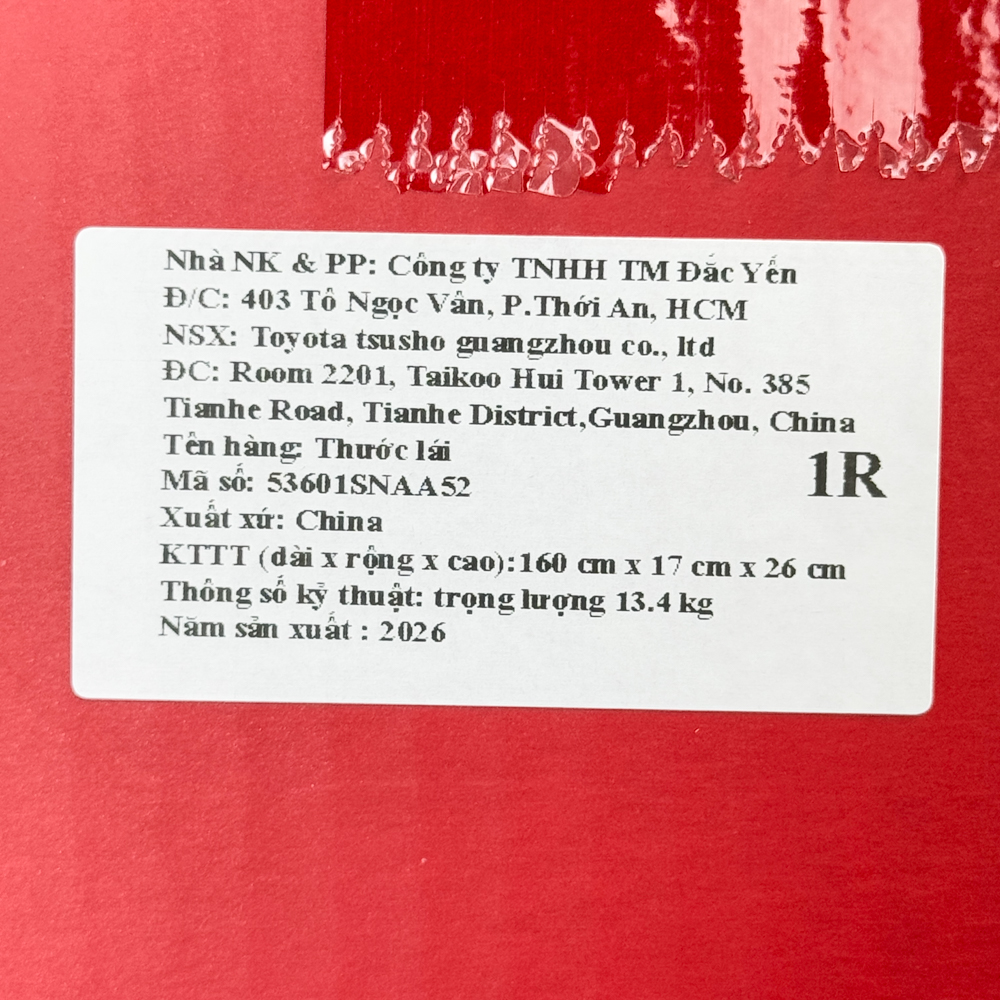 Nhà NK & PP: Công ty TNHH TM Đắc Yến
Đ/C: 403 Tô Ngọc Vân, P.Thới An, HCM
NSX: Toyota tsusho guangzhou co., ltd
ĐC: Room 2201, Taikoo Hui Tower 1, No. 385
Tianhe Road, Tianhe District,Guangzhou, China
Tên hàng: Thước lái
1R
Mã số: 53601SNAA52
Xuất xứ: China
KTTT (dài x rộng x cao):160 cm x 17 cm x 26 cm
Thông số kỹ thuật: trọng lượng 13.4 kg
Năm sản xuất : 2026